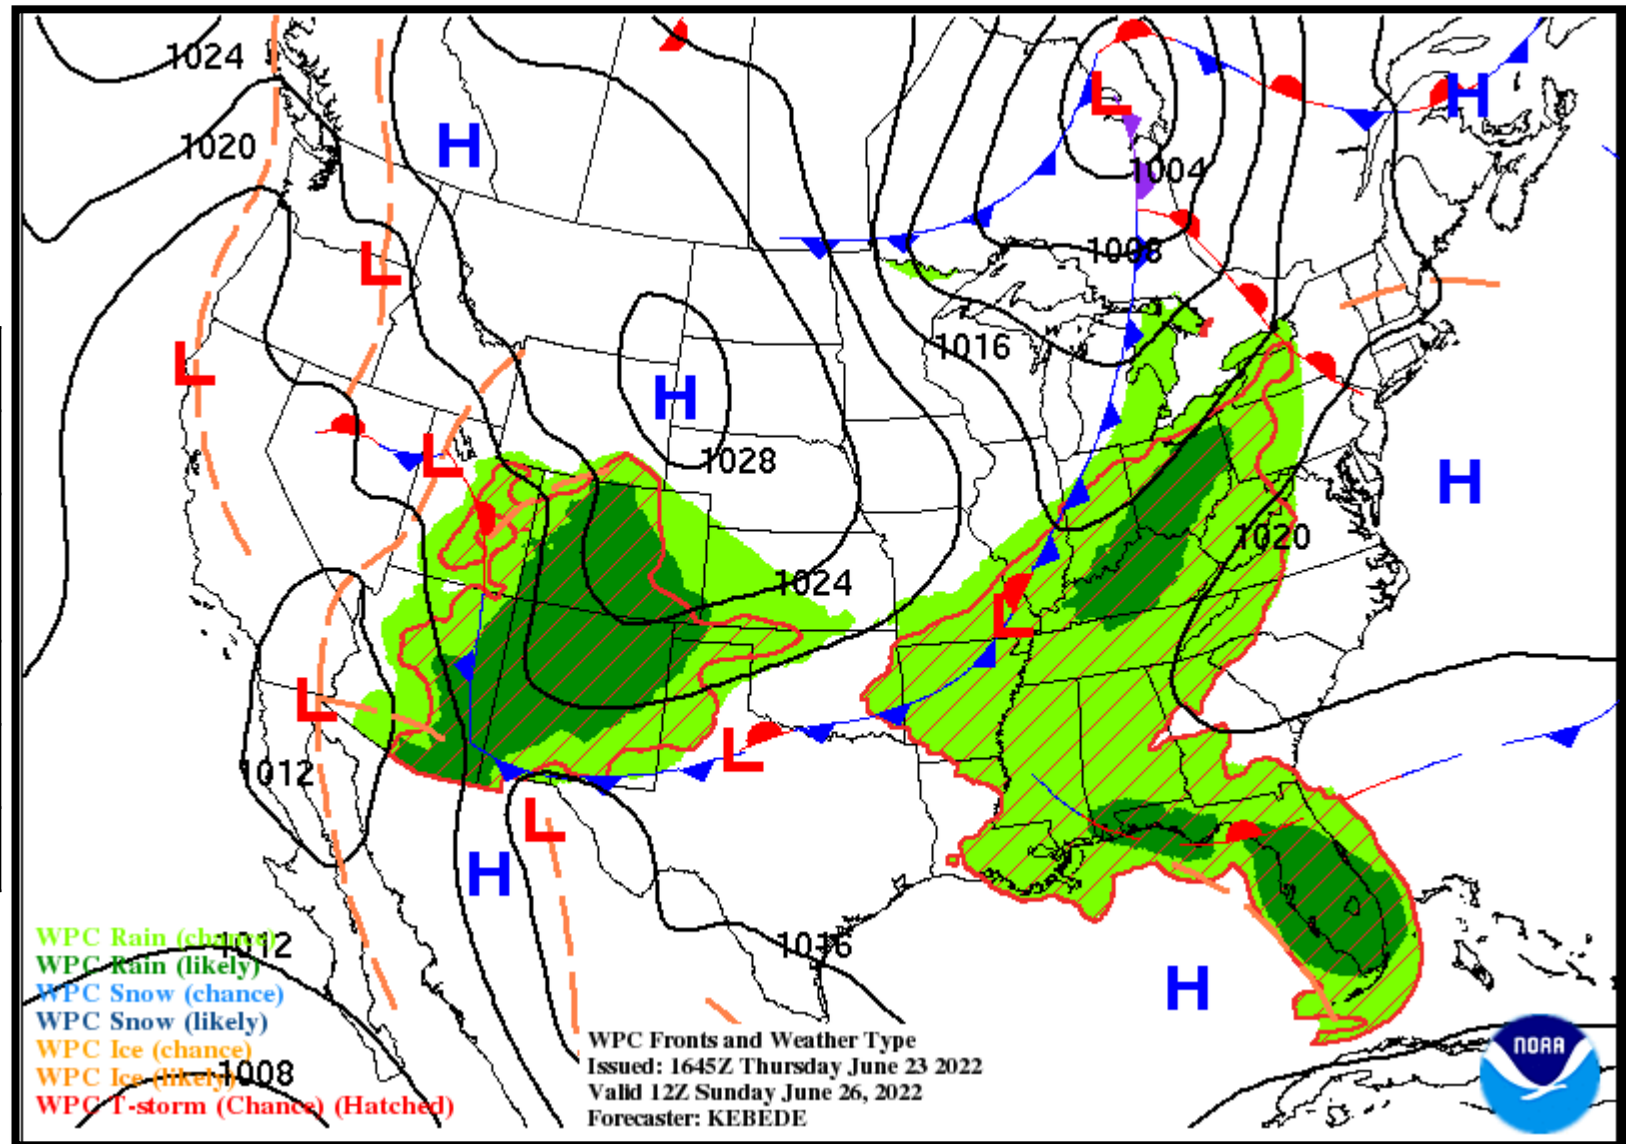 1024
1020
H
H
L
1004
1008
L
L
1016
H
1028
L
H
1020
1024
L
L
L
1012
L
H
1016
H
WPC Rain (chance)
1012
WPC Rain (likely)
WPC Snow (chance)
WPC Snow (likely)
WPC Ice (chance)
WPC Ice (likely)
1008
WPC T-storm (Chance) (Hatched)
WPC Fronts and Weather Type
Issued: 1645Z Thursday June 23 2022
Valid 12Z Sunday June 26, 2022
Forecaster: KEBEDE
NOAA